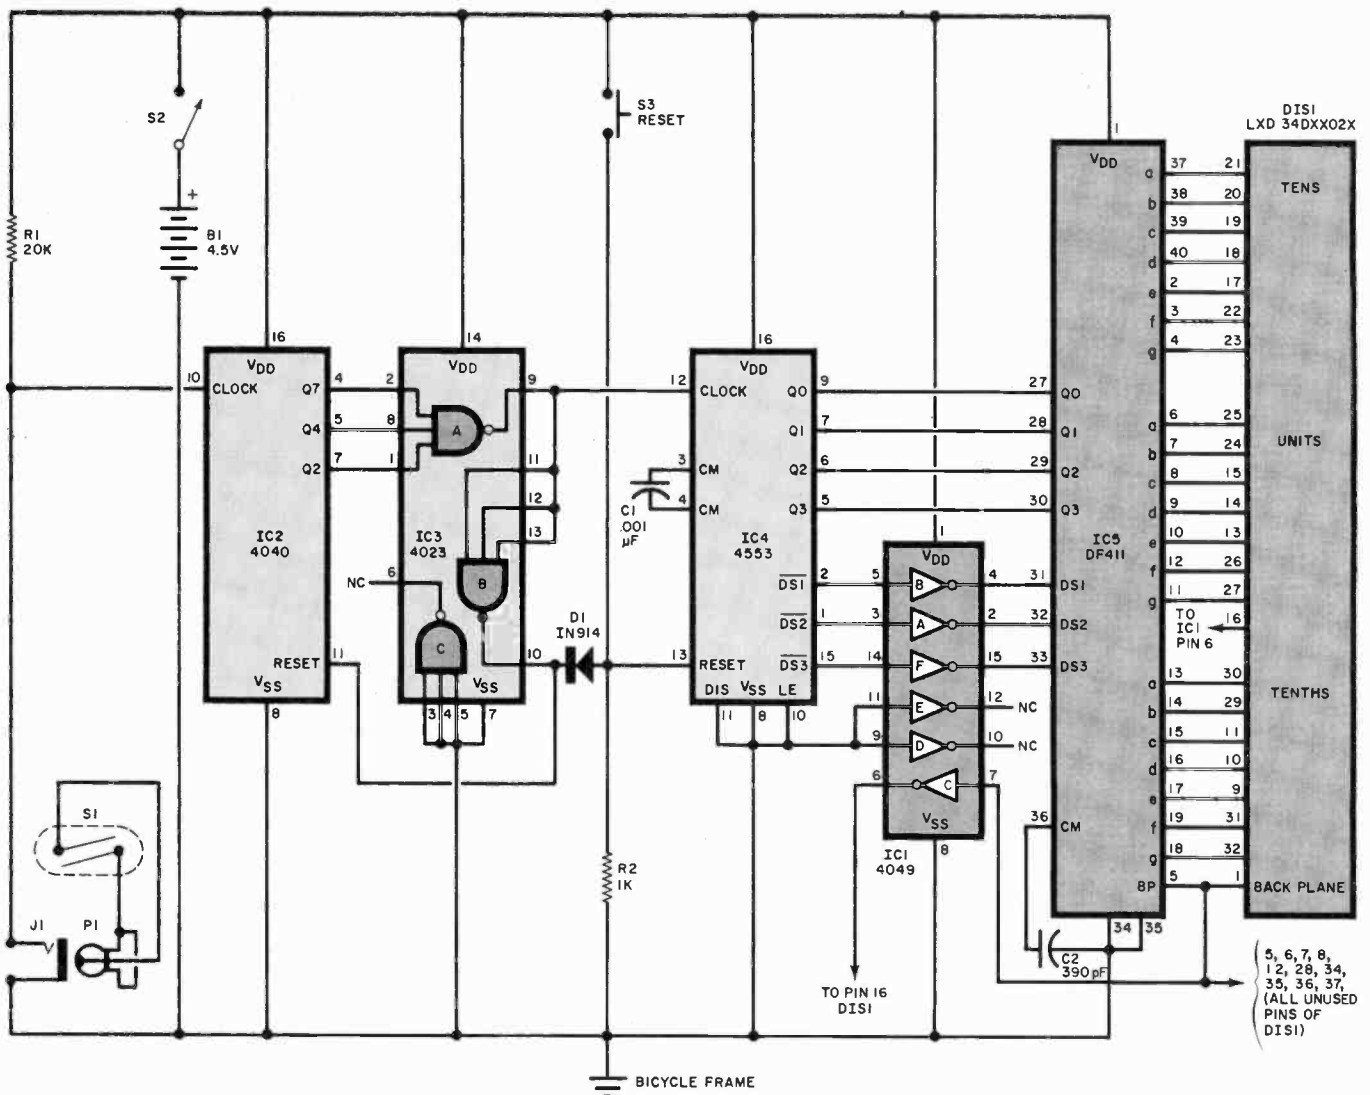 S2
+
B1
4.5V
R1
20K
S3
RESET
DIS1
LXD 34DXX02X
1
VDD
37 21
38 20
39 19
40 18
2 17
3 22
4 23
a
b
c
d
e
f
g
TENS
6 25
7 24
8 15
9 14
10 13
12 26
11 27
a
b
c
d
e
f
g
UNITS
TO
IC1
PIN 6
16
13 30
14 29
15 11
16 10
17 9
19 31
18 32
a
b
c
d
e
f
g
TENTHS
5 1
BP
BACK PLANE
16
VDD
10 CLOCK
Q7 4
Q4 5
Q2 7
IC2
4040
RESET 11
VSS
8
14
VDD
2
8
1
A
9
11
12
13
IC3
4023
B
NC 6
C
10
VSS
3 4 5 7
D1
IN914
16
VDD
12 CLOCK
Q0 9
Q1 7
Q2 6
Q3 5
3 CM
4 CM
C1
.001
µF
IC4
4553
DS1 2
DS2 1
DS3 15
13 RESET
DIS VSS LE
11 8 10
27 Q0
28 Q1
29 Q2
30 Q3
IC5
DF411
31 DS1
32 DS2
33 DS3
36 CM
34 35
C2
390pF
1
VDD
5 B 4
3 A 2
14 F 15
11 E 12 NC
9 D 10 NC
6 C 7
VSS
8
IC1
4049
TO PIN 16
DIS1
R2
1K
S1
J1
P1
5, 6, 7, 8,
12, 28, 34,
35, 36, 37,
(ALL UNUSED
PINS OF
DIS1)
BICYCLE FRAME